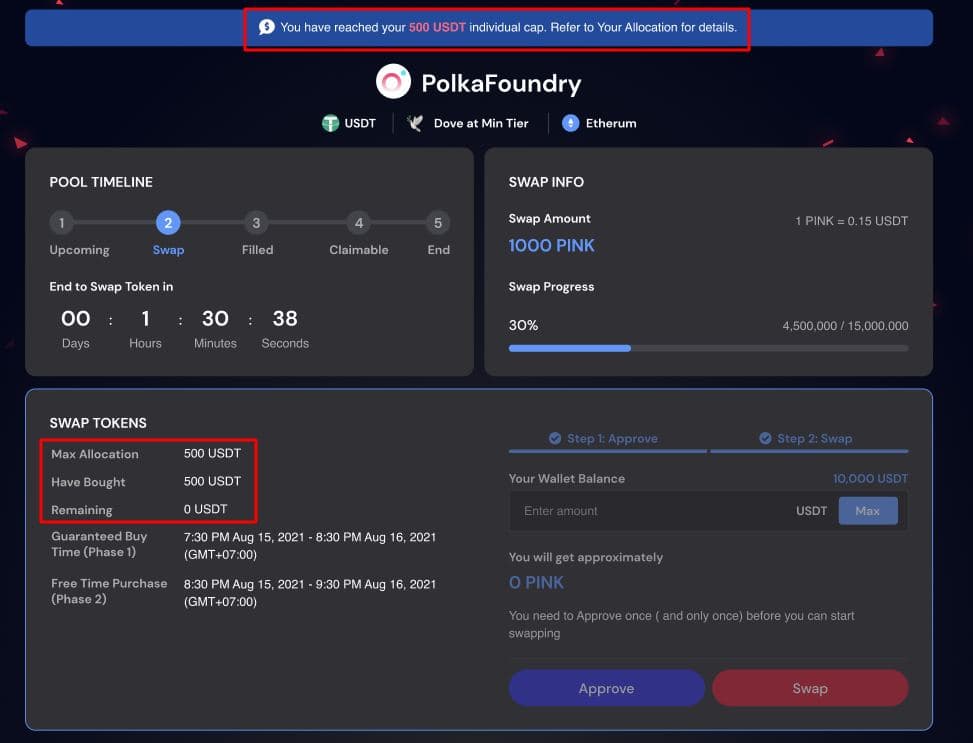 You have reached your 500 USDT individual cap. Refer to Your Allocation for details.
PolkaFoundry
USDT
Dove at Min Tier
Etherum
POOL TIMELINE
1
2
3
4
5
Upcoming
Swap
Filled
Claimable
End
End to Swap Token in
00 : 1 : 30 : 38
Days
Hours
Minutes
Seconds
SWAP INFO
Swap Amount
1 PINK = 0.15 USDT
1000 PINK
Swap Progress
30%
4,500,000 / 15,000.000
SWAP TOKENS
Max Allocation 500 USDT
Have Bought 500 USDT
Remaining 0 USDT
Guaranteed Buy
Time (Phase 1)
7:30 PM Aug 15, 2021 - 8:30 PM Aug 16, 2021
(GMT+07:00)
Free Time Purchase
(Phase 2)
8:30 PM Aug 15, 2021 - 9:30 PM Aug 16, 2021
(GMT+07:00)
Step 1: Approve
Step 2: Swap
Your Wallet Balance
10,000 USDT
Enter amount
USDT
Max
You will get approximately
0 PINK
You need to Approve once ( and only once) before you can start
swapping
Approve
Swap